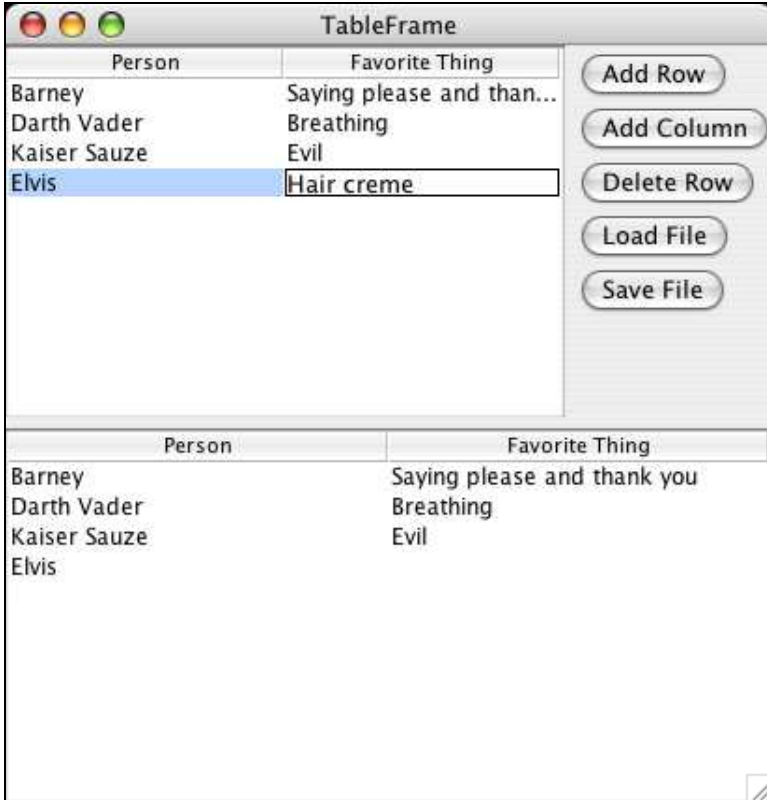 TableFrame
Person Favorite Thing
Barney Saying please and than...
Darth Vader Breathing
Kaiser Sauze Evil
Elvis Hair creme
Add Row
Add Column
Delete Row
Load File
Save File
Person Favorite Thing
Barney Saying please and thank you
Darth Vader Breathing
Kaiser Sauze Evil
Elvis